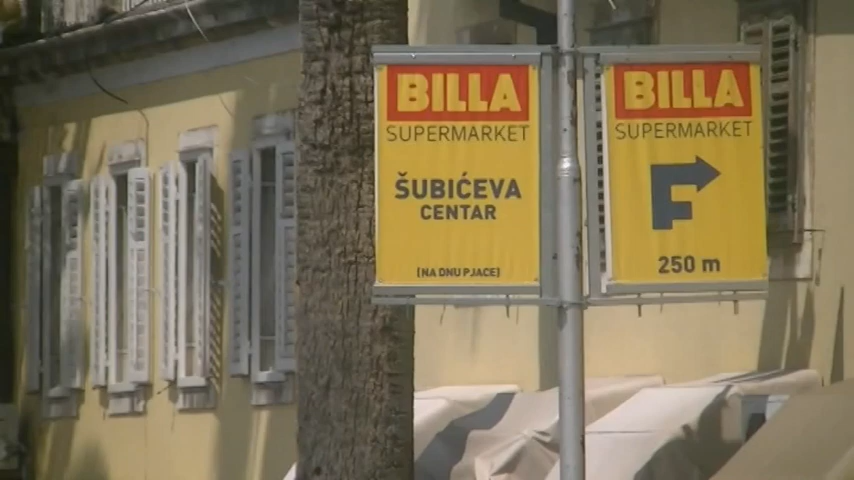 BILLA
SUPERMARKET
ŠUBIĆEVA
CENTAR
(NA DNU PJACE)
BILLA
SUPERMARKET
250 m